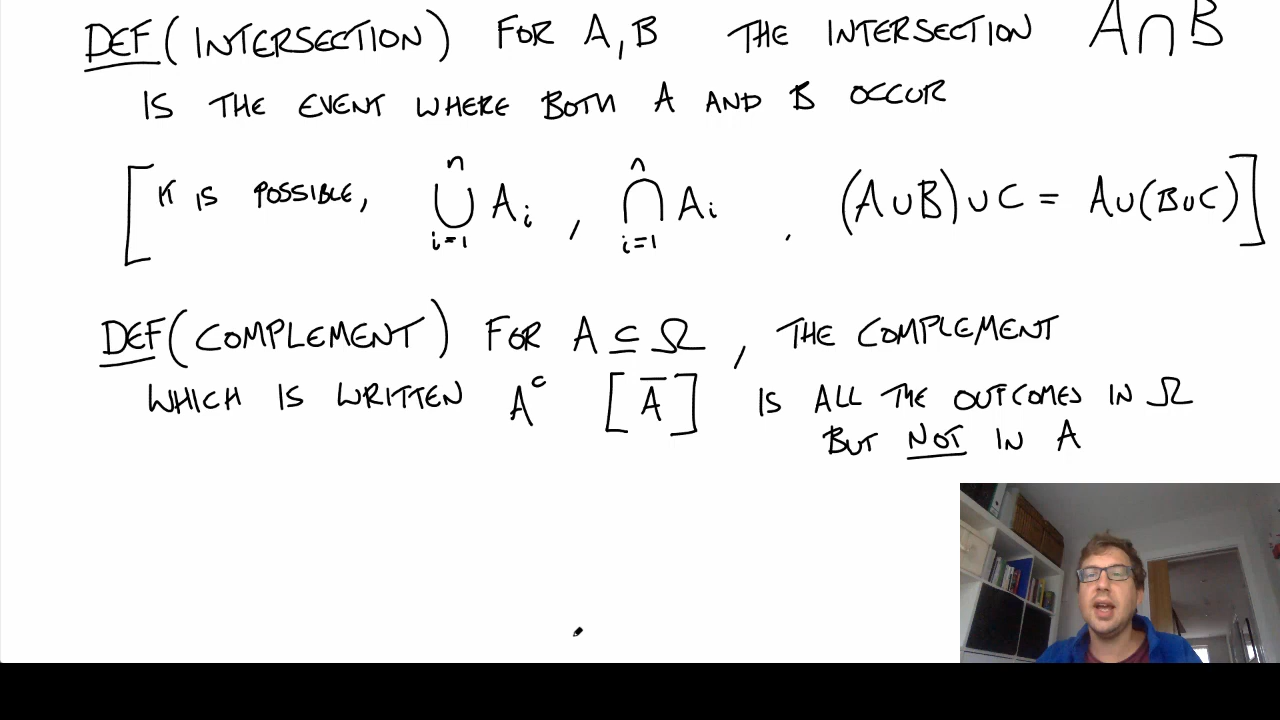 DEF (INTERSECTION) FOR A, B THE INTERSECTION A∩B
IS THE EVENT WHERE BOTH A AND B OCCUR
[ IS POSSIBLE, ⋃_{i=1}^{n} A_i , ⋂_{i=1}^{n} A_i , (A∪B)∪C = A∪(B∪C)]
DEF (COMPLEMENT) FOR A ⊆ Ω, THE COMPLEMENT
WHICH IS WRITTEN A^c [Ā] IS ALL THE OUTCOMES IN Ω
BUT NOT IN A